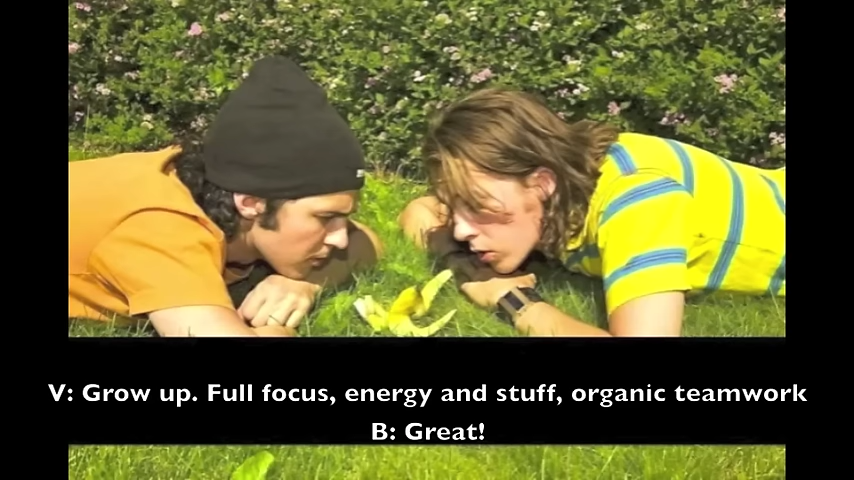 V: Grow up. Full focus, energy and stuff, organic teamwork
B: Great!